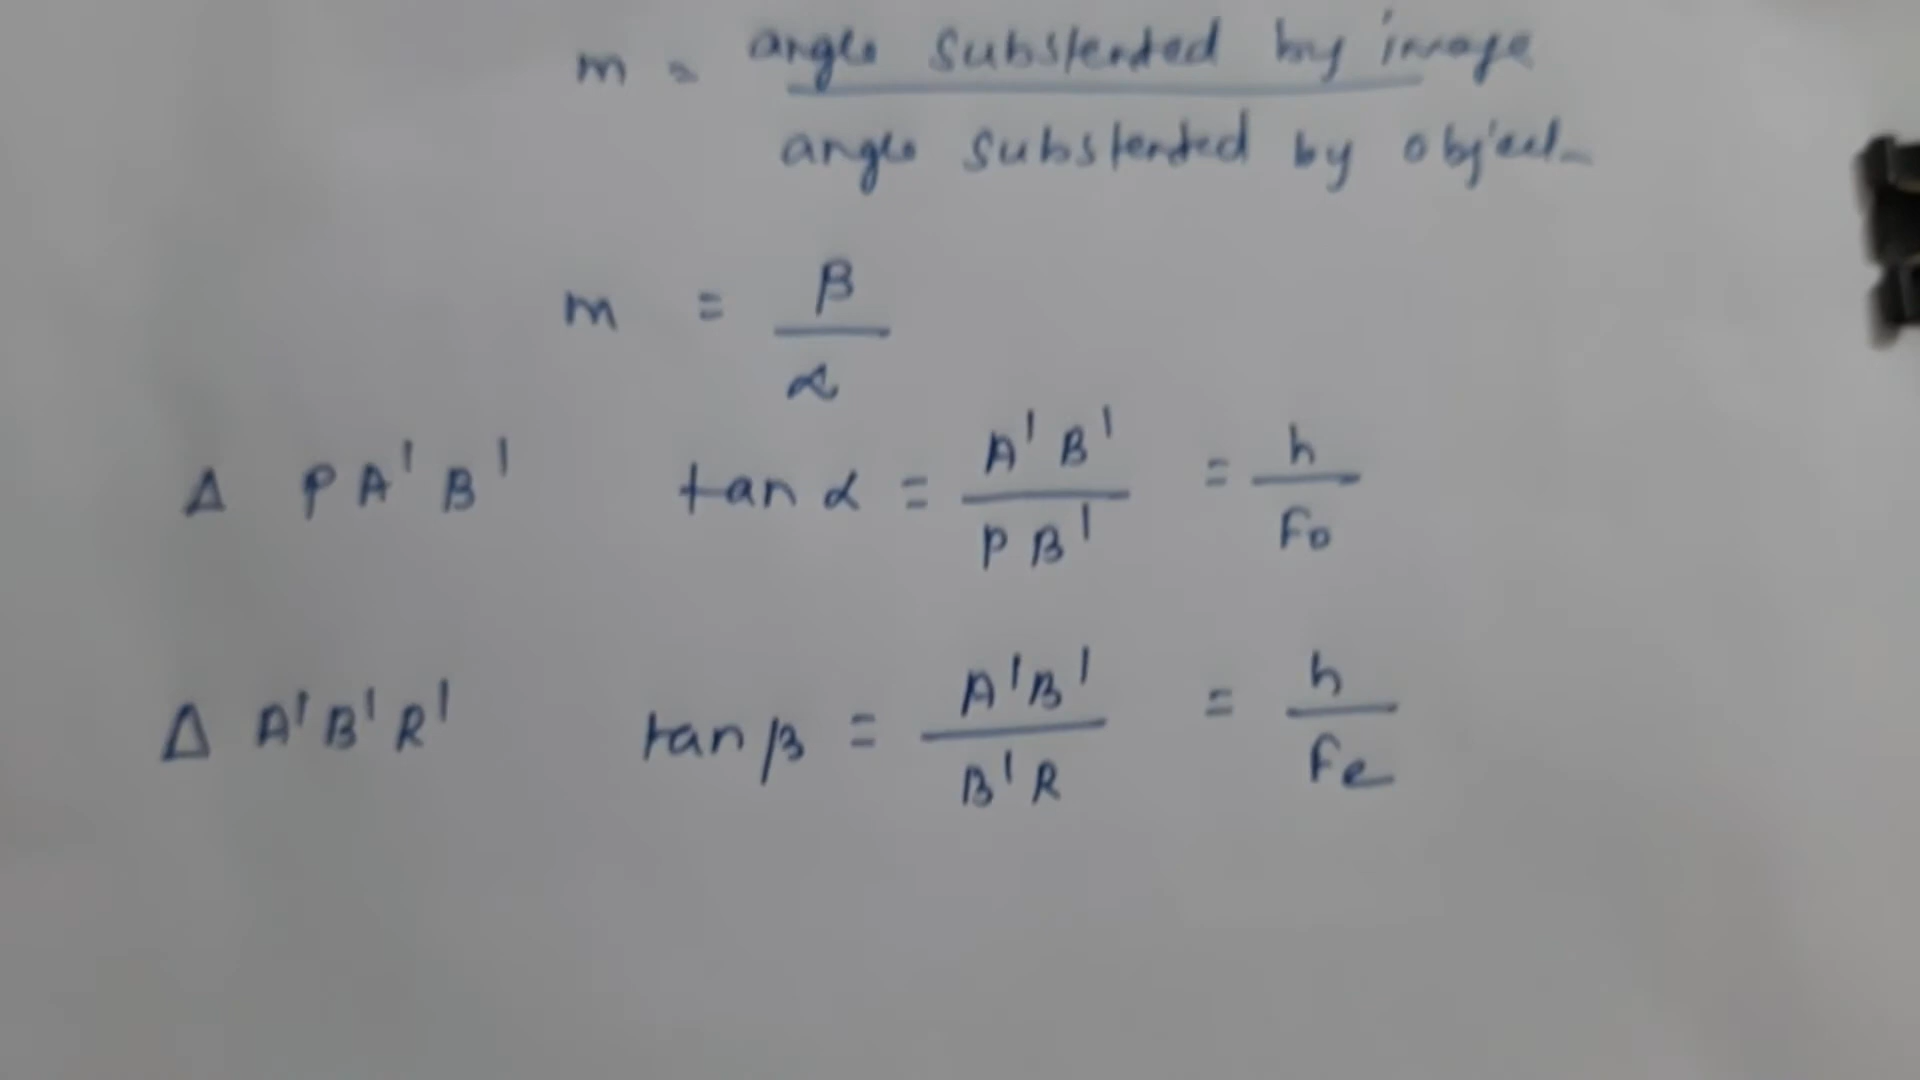 m = angle substended by image / angle substended by object
m = β / α
Δ PA'B' tan α = A'B' / PB' = h / Fo
Δ A'B'R' tan β = A'B' / B'R = h / Fe